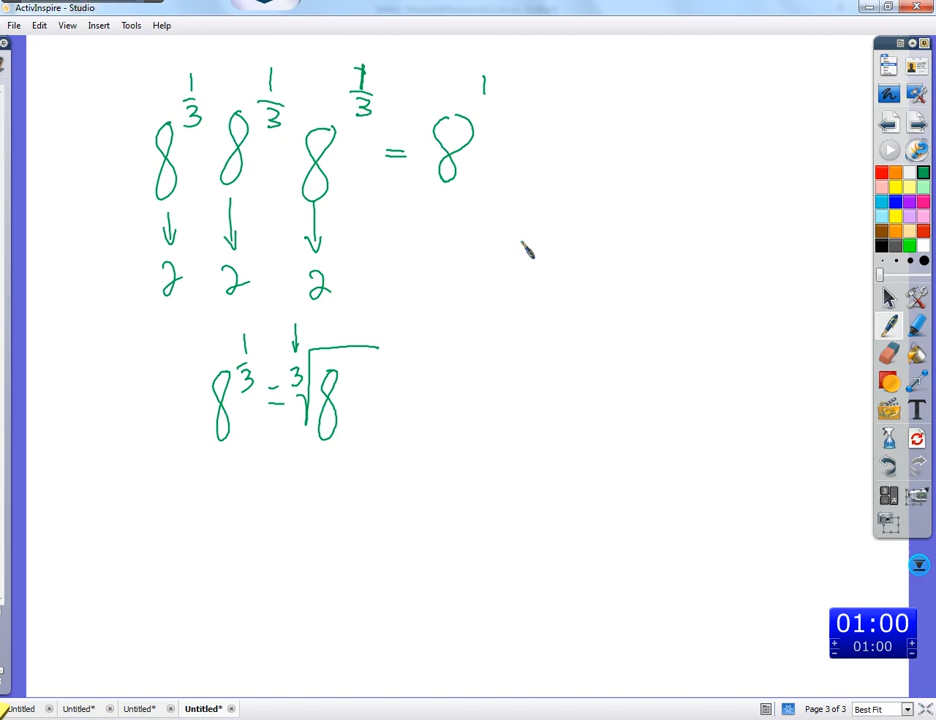 ActivInspire - Studio
File Edit View Insert Tools Help
8^(1/3) 8^(1/3) 8^(1/3) = 8^1
↓ ↓ ↓
2 2 2
8^(1/3) = ∛8
01:00
01:00
Untitled Untitled* Untitled* Untitled*
Page 3 of 3 Best Fit